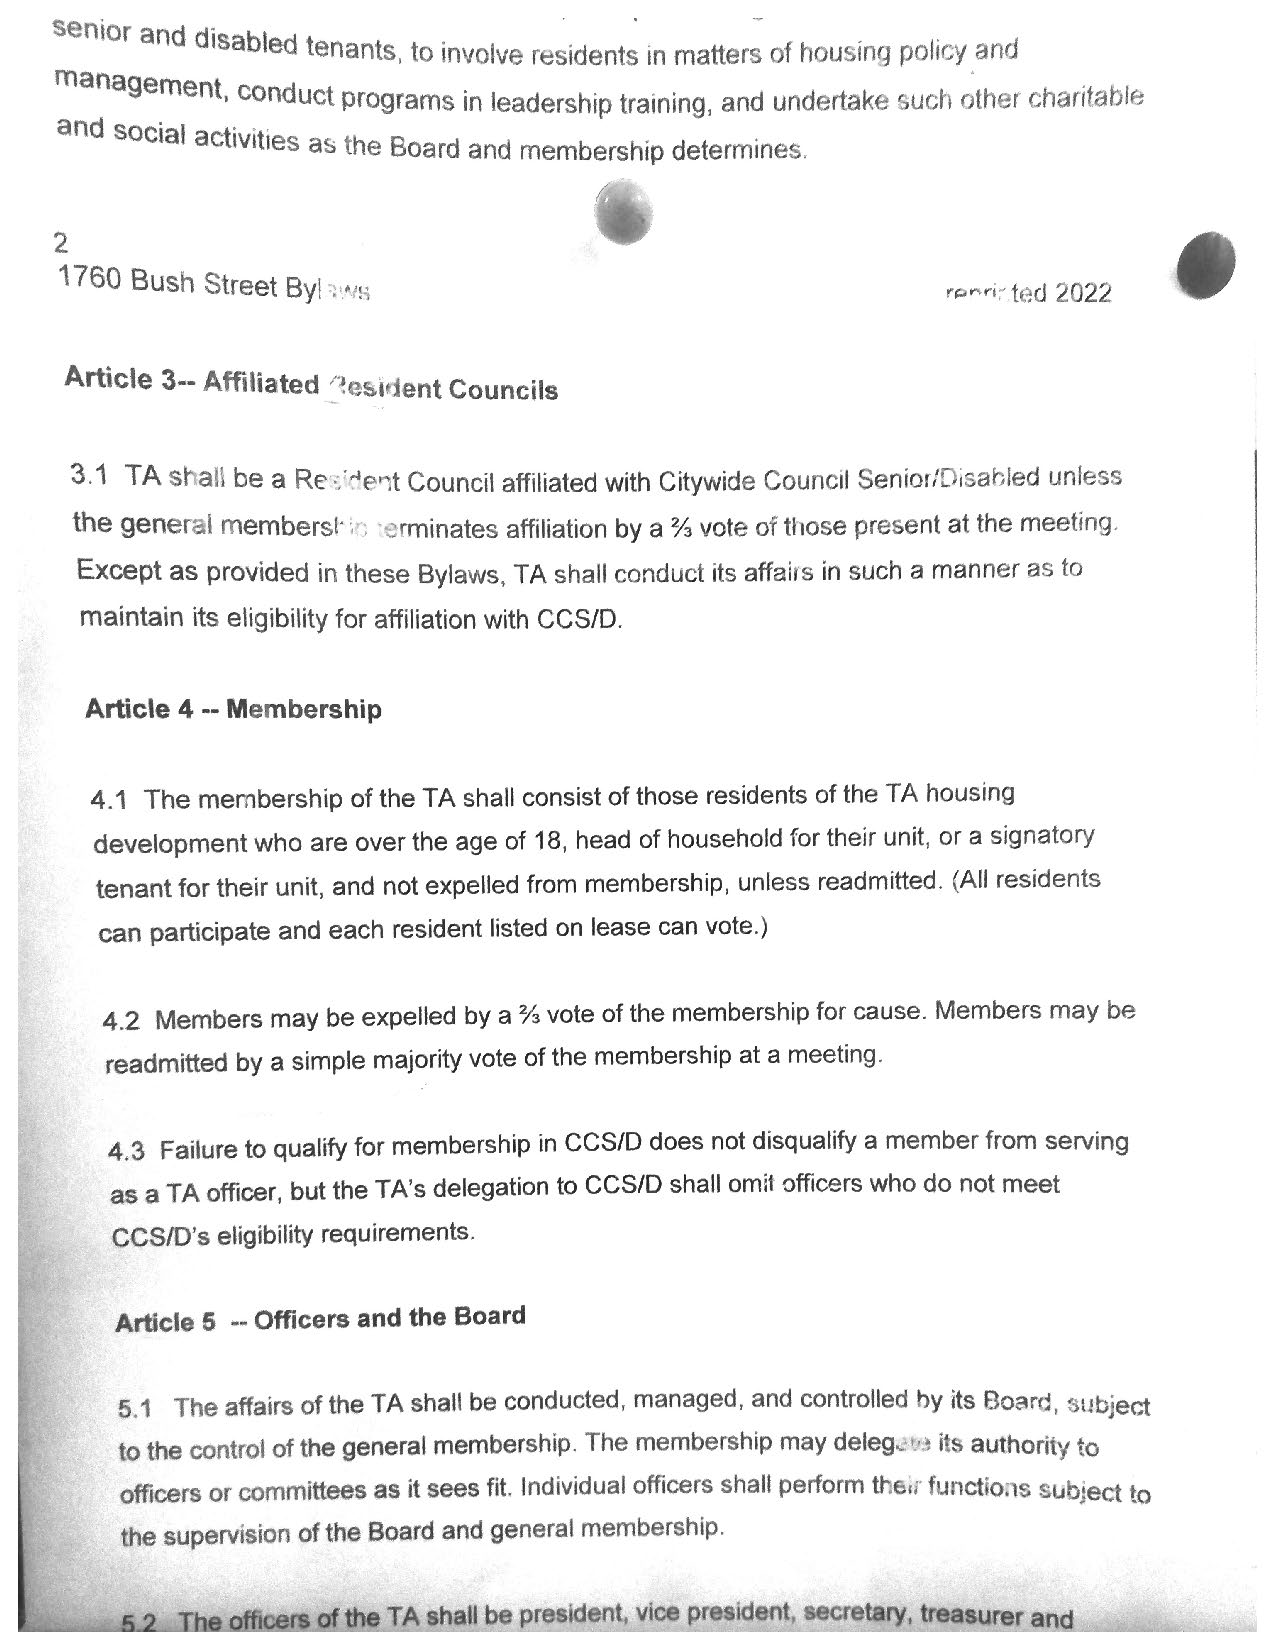 senior and disabled tenants, to involve residents in matters of housing policy and
management, conduct programs in leadership training, and undertake such other charitable
and social activities as the Board and membership determines.
2
1760 Bush Street Bylaws
reprinted 2022
Article 3-- Affiliated Resident Councils
3.1 TA shall be a Resident Council affiliated with Citywide Council Senior/Disabled unless
the general membership terminates affiliation by a ⅔ vote of those present at the meeting.
Except as provided in these Bylaws, TA shall conduct its affairs in such a manner as to
maintain its eligibility for affiliation with CCS/D.
Article 4 -- Membership
4.1 The membership of the TA shall consist of those residents of the TA housing
development who are over the age of 18, head of household for their unit, or a signatory
tenant for their unit, and not expelled from membership, unless readmitted. (All residents
can participate and each resident listed on lease can vote.)
4.2 Members may be expelled by a ⅔ vote of the membership for cause. Members may be
readmitted by a simple majority vote of the membership at a meeting.
4.3 Failure to qualify for membership in CCS/D does not disqualify a member from serving
as a TA officer, but the TA's delegation to CCS/D shall omit officers who do not meet
CCS/D's eligibility requirements.
Article 5 -- Officers and the Board
5.1 The affairs of the TA shall be conducted, managed, and controlled by its Board, subject
to the control of the general membership. The membership may delegate its authority to
officers or committees as it sees fit. Individual officers shall perform their functions subject to
the supervision of the Board and general membership.
5.2 The officers of the TA shall be president, vice president, secretary, treasurer and